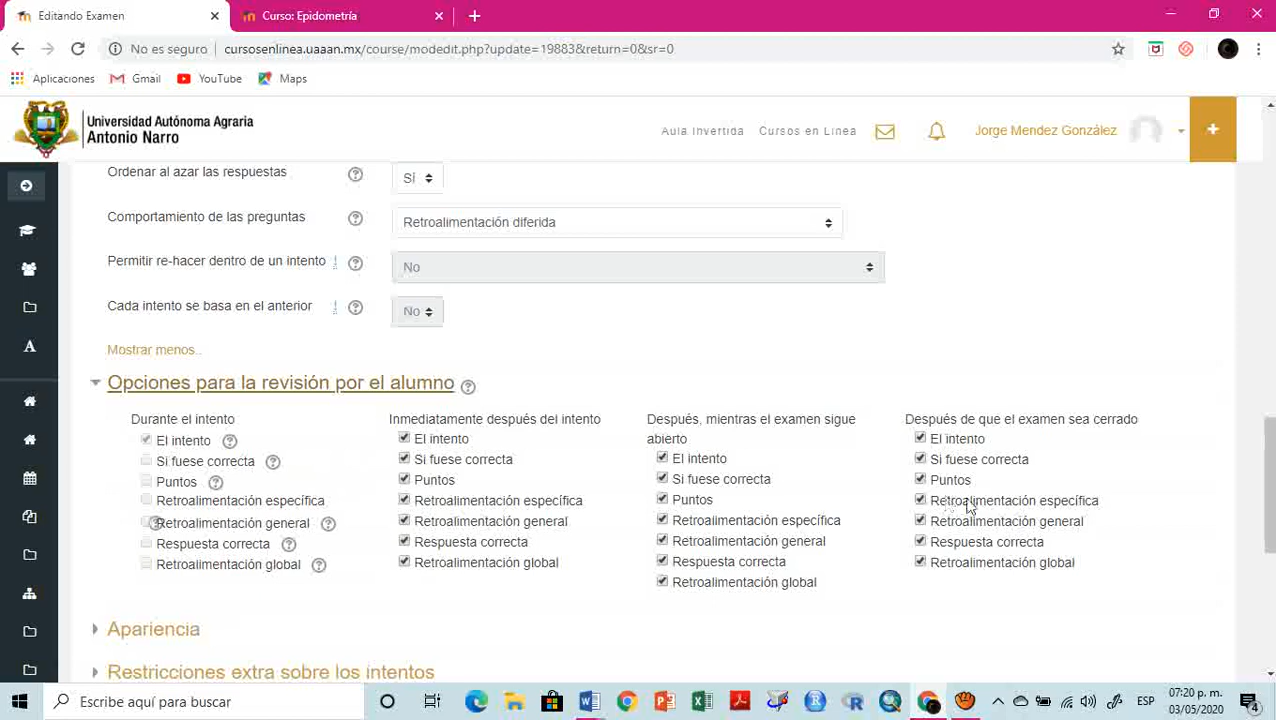 Editando Examen
Curso: Epidometría
No es seguro
cursosenlinea.uaaan.mx/course/modedit.php?update=19883&return=0&sr=0
Aplicaciones
Gmail
YouTube
Maps
Universidad Autónoma Agraria
Antonio Narro
Aula Invertida
Cursos en Linea
Jorge Mendez González
Ordenar al azar las respuestas
Sí
Comportamiento de las preguntas
Retroalimentación diferida
Permitir re-hacer dentro de un intento
No
Cada intento se basa en el anterior
No
Mostrar menos..
Opciones para la revisión por el alumno
Durante el intento
El intento
Si fuese correcta
Puntos
Retroalimentación específica
Retroalimentación general
Respuesta correcta
Retroalimentación global
Inmediatamente después del intento
El intento
Si fuese correcta
Puntos
Retroalimentación específica
Retroalimentación general
Respuesta correcta
Retroalimentación global
Después, mientras el examen sigue
abierto
El intento
Si fuese correcta
Puntos
Retroalimentación específica
Retroalimentación general
Respuesta correcta
Retroalimentación global
Después de que el examen sea cerrado
El intento
Si fuese correcta
Puntos
Retroalimentación específica
Retroalimentación general
Respuesta correcta
Retroalimentación global
Apariencia
Restricciones extra sobre los intentos
Escribe aquí para buscar
ESP
07:20 p. m.
03/05/2020
4